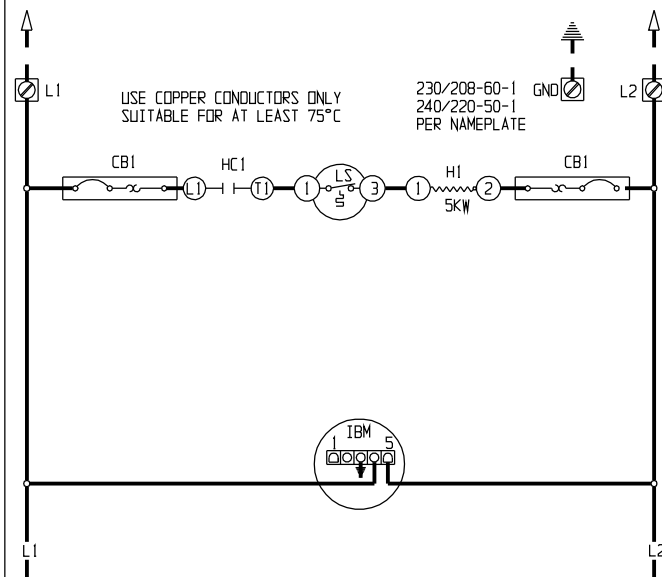 L1
USE COPPER CONDUCTORS ONLY
SUITABLE FOR AT LEAST 75°C
230/208-60-1
240/220-50-1
PER NAMEPLATE
GND
L2
CB1
HC1
LS
H1
CB1
L1
T1
1
3
1
2
5KW
IBM
1
5
L1
L2